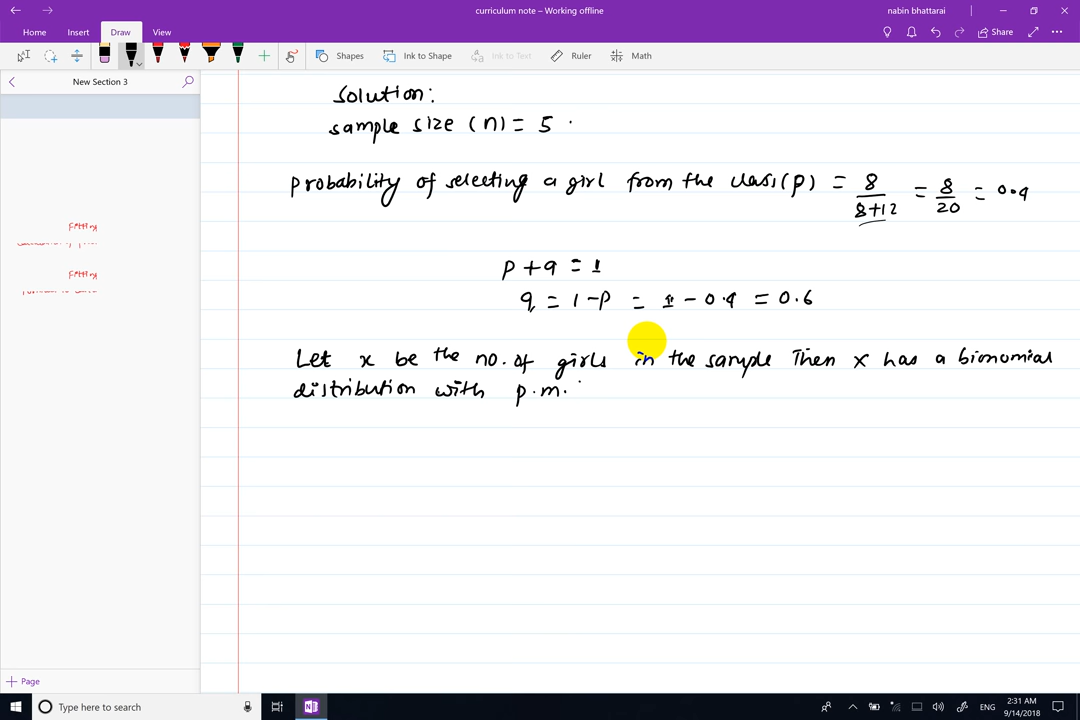 curriculum note – Working offline
nabin bhattarai
Home Insert Draw View
Share
Shapes Ink to Shape Ink to Text Ruler Math
New Section 3
Fitting
Fitting
Page
Solution:
sample size (n) = 5 .
probability of selecting a girl from the class (p) = 8/(8+12) = 8/20 = 0.4
p + q = 1
q = 1 - p = 1 - 0.4 = 0.6
Let x be the no. of girls in the sample Then x has a binomial
distribution with p.m.
Type here to search
ENG
2:31 AM
9/14/2018